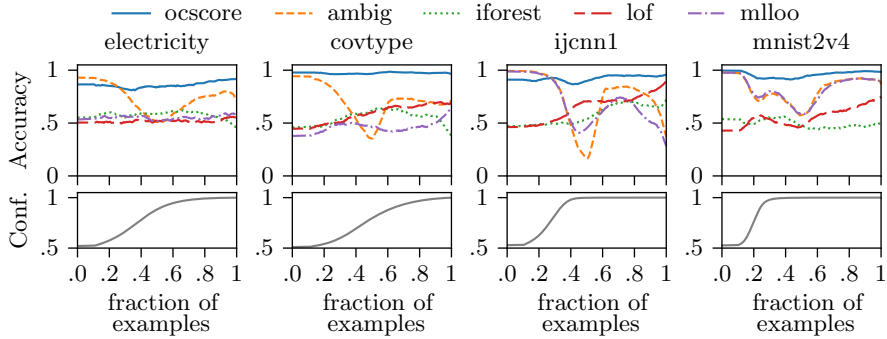 ocscore ambig iforest lof mlloo
electricity covtype ijcnn1 mnist2v4
Accuracy
1 1 1 1
.5 .5 .5 .5
0 0 0 0
Conf.
1 1 1 1
.5 .5 .5 .5
.0 .2 .4 .6 .8 1 .0 .2 .4 .6 .8 1 .0 .2 .4 .6 .8 1 .0 .2 .4 .6 .8 1
fraction of fraction of fraction of fraction of
examples examples examples examples